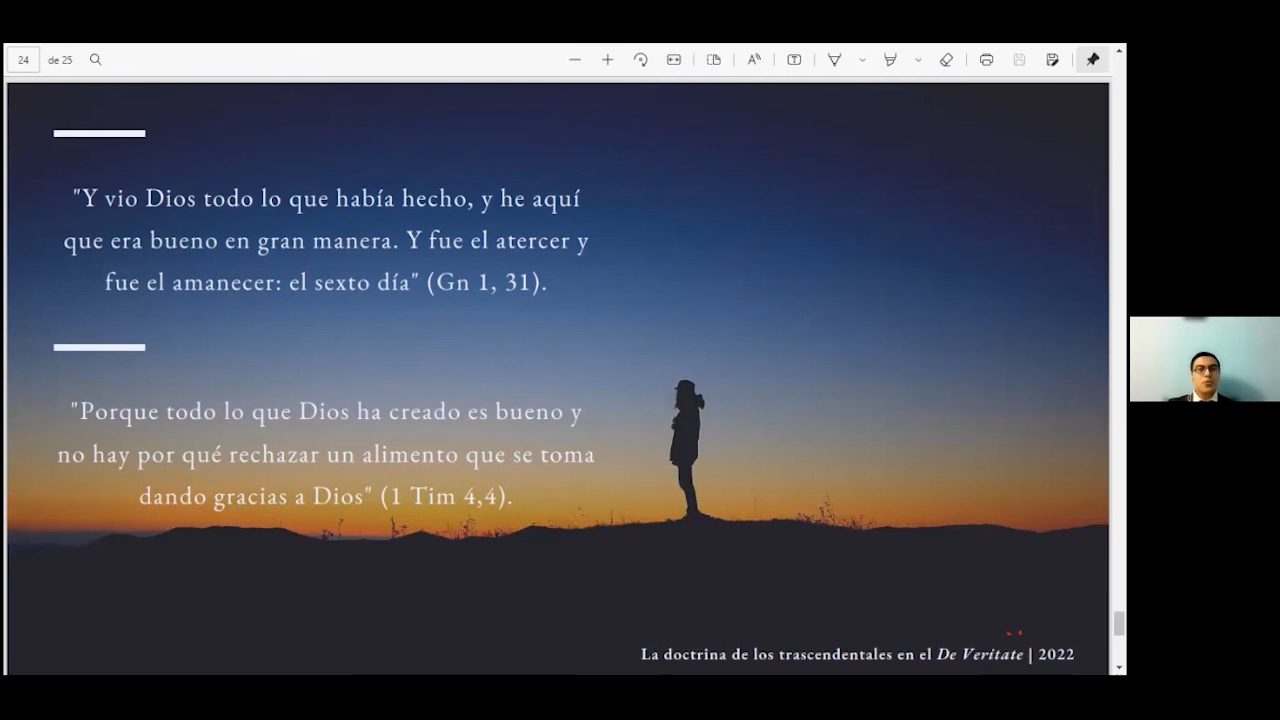 24 de 25
"Y vio Dios todo lo que había hecho, y he aquí
que era bueno en gran manera. Y fue el atercer y
fue el amanecer: el sexto día" (Gn 1, 31).
"Porque todo lo que Dios ha creado es bueno y
no hay por qué rechazar un alimento que se toma
dando gracias a Dios" (1 Tim 4,4).
La doctrina de los trascendentales en el De Veritate | 2022